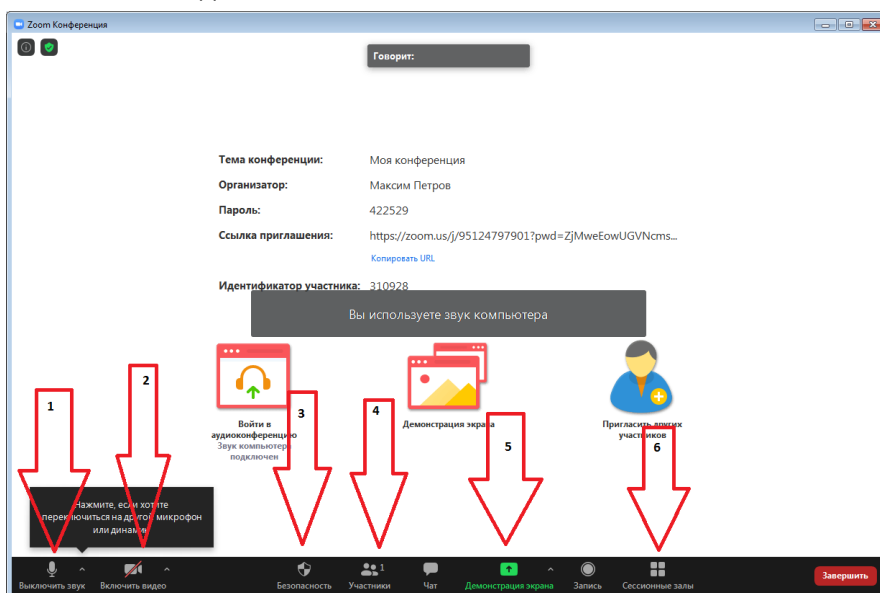 Zoom Конференция
Говорит:
Тема конференции: Моя конференция
Организатор: Максим Петров
Пароль: 422529
Ссылка приглашения: https://zoom.us/j/95124797901?pwd=ZjMweEowUGVNcms...
Копировать URL
Идентификатор участника: 310928
Вы используете звук компьютера
1
2
3
4
5
6
Войти в
аудиоконференцию
Звук компьютера
подключен
Демонстрация экрана
Пригласить других
участников
Нажмите, если хотите
переключиться на другой микрофон
или динамик
1
Выключить звук
Включить видео
Безопасность
Участники
Чат
Демонстрация экрана
Запись
Сессионные залы
Завершить